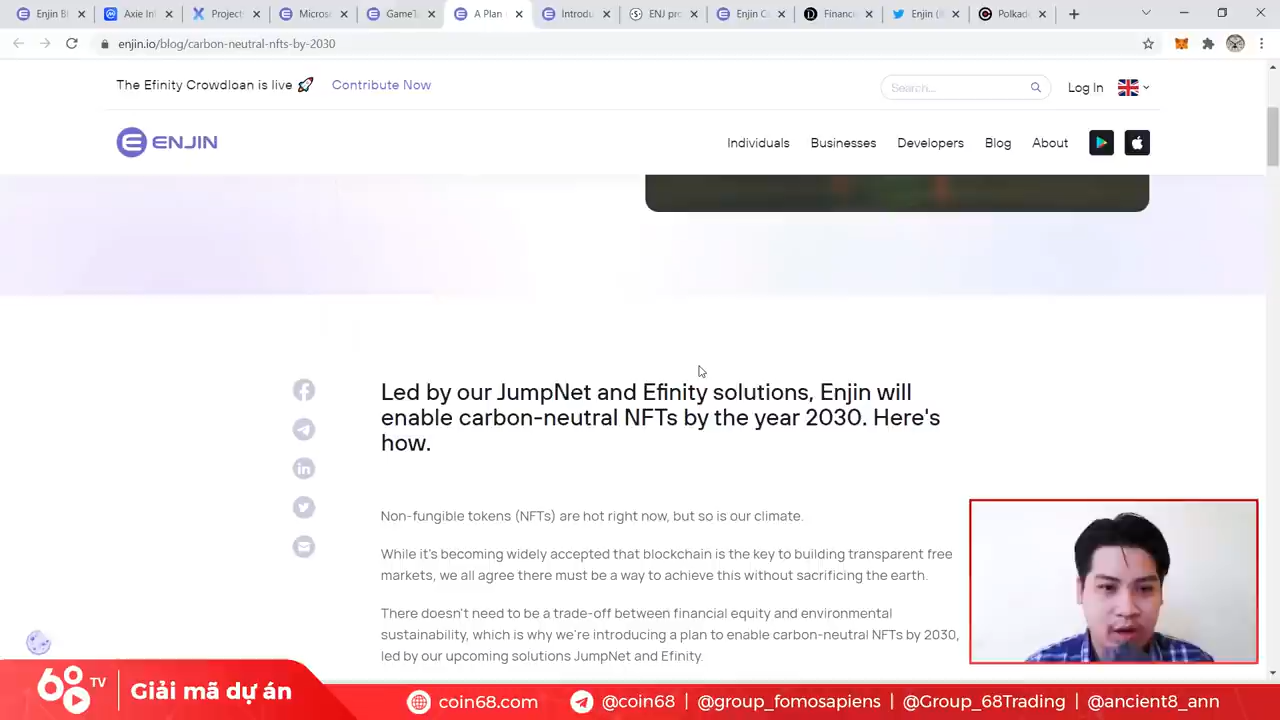 Enjin Bl
Axie In
Project
Micros
GameT
A Plan
Introdu
ENJ pro
Enjin C
Financi
Enjin (
Polkad
enjin.io/blog/carbon-neutral-nfts-by-2030
The Efinity Crowdloan is live 🚀 Contribute Now
Search...
Log In
ENJIN
Individuals Businesses Developers Blog About
Led by our JumpNet and Efinity solutions, Enjin will
enable carbon-neutral NFTs by the year 2030. Here's
how.
Non-fungible tokens (NFTs) are hot right now, but so is our climate.
While it's becoming widely accepted that blockchain is the key to building transparent free
markets, we all agree there must be a way to achieve this without sacrificing the earth.
There doesn't need to be a trade-off between financial equity and environmental
sustainability, which is why we're introducing a plan to enable carbon-neutral NFTs by 2030,
led by our upcoming solutions JumpNet and Efinity.
68 TV Giải mã dự án
coin68.com @coin68 | @group_fomosapiens | @Group_68Trading | @ancient8_ann